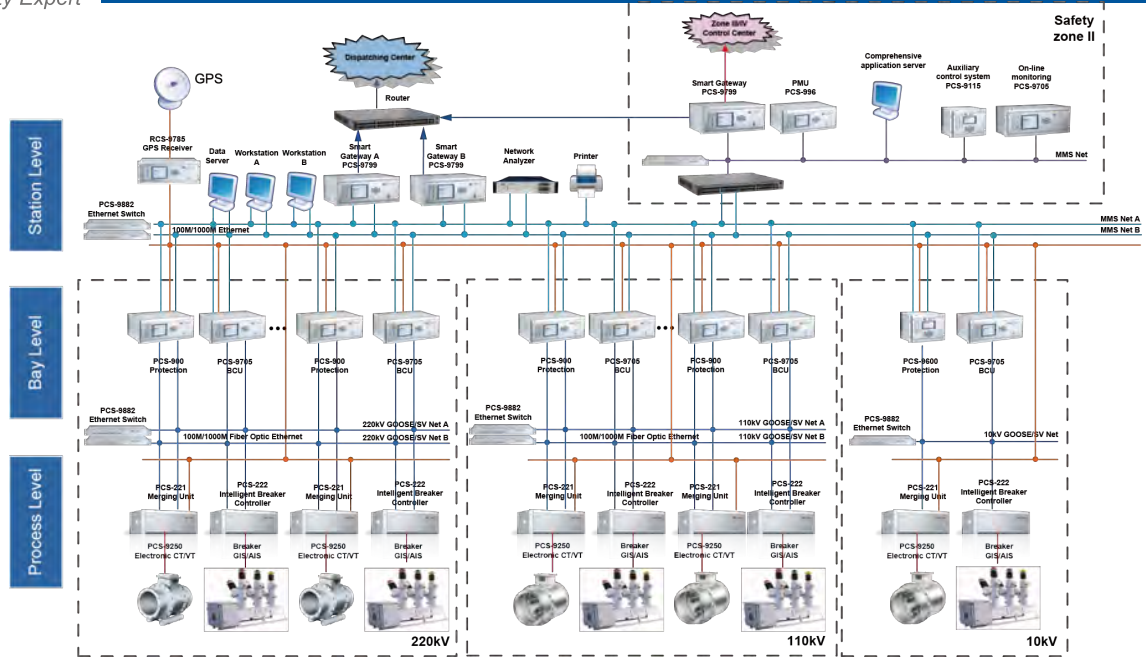 Expert
Safety
zone II
Zone III/IV
Control Center
Dispatching Center
Comprehensive
application server
Smart Gateway
PCS-9799
PMU
PCS-996
Auxiliary
control system
PCS-9115
On-line
monitoring
PCS-9705
GPS
Router
RCS-9785
GPS Receiver
Data
Server
Workstation
A
Workstation
B
Smart
Gateway A
PCS-9799
Smart
Gateway B
PCS-9799
Network
Analyzer
Printer
MMS Net
Station Level
PCS-9882
Ethernet Switch
100M/1000M Ethernet
MMS Net A
MMS Net B
Bay Level
PCS-900
Protection
PCS-9705
BCU
PCS-900
Protection
PCS-9705
BCU
PCS-900
Protection
PCS-9705
BCU
PCS-900
Protection
PCS-9705
BCU
PCS-9600
Protection
PCS-9705
BCU
PCS-9882
Ethernet Switch
220kV GOOSE/SV Net A
100M/1000M Fiber Optic Ethernet
220kV GOOSE/SV Net B
PCS-9882
Ethernet Switch
110kV GOOSE/SV Net A
100M/1000M Fiber Optic Ethernet
110kV GOOSE/SV Net B
PCS-9882
Ethernet Switch
10kV GOOSE/SV Net
Process Level
PCS-221
Merging Unit
PCS-222
Intelligent Breaker
Controller
PCS-221
Merging Unit
PCS-222
Intelligent Breaker
Controller
PCS-221
Merging Unit
PCS-222
Intelligent Breaker
Controller
PCS-221
Merging Unit
PCS-222
Intelligent Breaker
Controller
PCS-221
Merging Unit
PCS-222
Intelligent Breaker
Controller
PCS-9250
Electronic CT/VT
Breaker
GIS/AIS
PCS-9250
Electronic CT/VT
Breaker
GIS/AIS
PCS-9250
Electronic CT/VT
Breaker
GIS/AIS
PCS-9250
Electronic CT/VT
Breaker
GIS/AIS
PCS-9250
Electronic CT/VT
Breaker
GIS/AIS
220kV
110kV
10kV